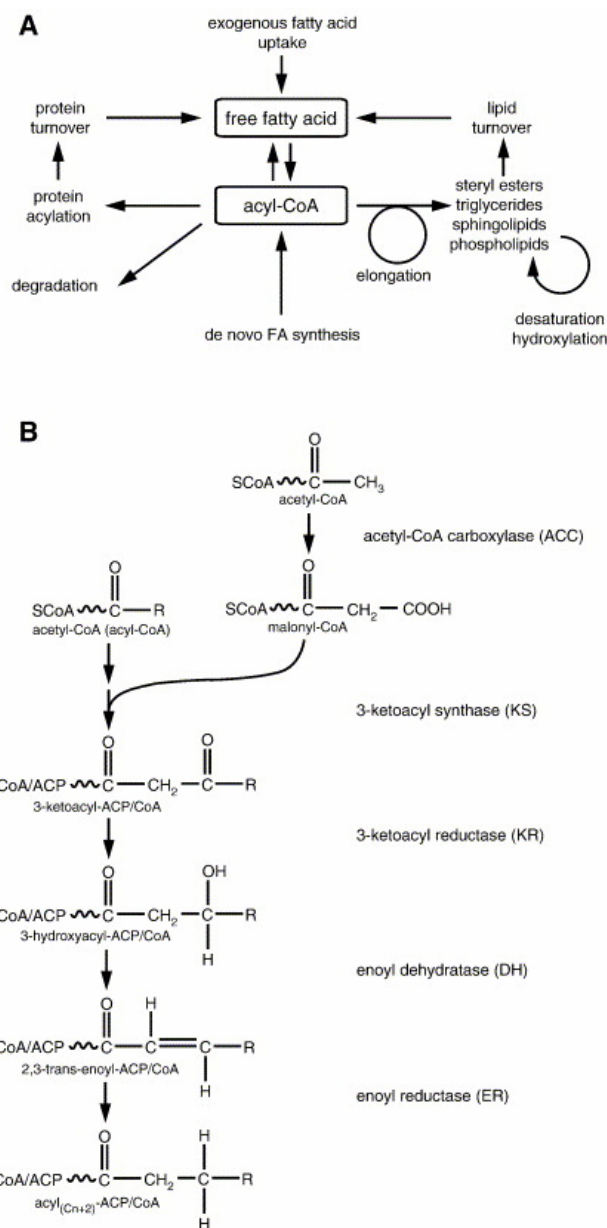 A
exogenous fatty acid
uptake
protein
turnover
free fatty acid
lipid
turnover
protein
acylation
acyl-CoA
steryl esters
triglycerides
sphingolipids
phospholipids
degradation
elongation
de novo FA synthesis
desaturation
hydroxylation
B
O
SCoA C CH3
acetyl-CoA
acetyl-CoA carboxylase (ACC)
O
SCoA C R
acetyl-CoA (acyl-CoA)
O
SCoA C CH2 COOH
malonyl-CoA
3-ketoacyl synthase (KS)
O O
CoA/ACP C CH2 C R
3-ketoacyl-ACP/CoA
3-ketoacyl reductase (KR)
O OH
CoA/ACP C CH2 C R
3-hydroxyacyl-ACP/CoA
H
enoyl dehydratase (DH)
O H
CoA/ACP C C C R
2,3-trans-enoyl-ACP/CoA
H
enoyl reductase (ER)
O H
CoA/ACP C CH2 C R
acyl(Cn+2)-ACP/CoA
H